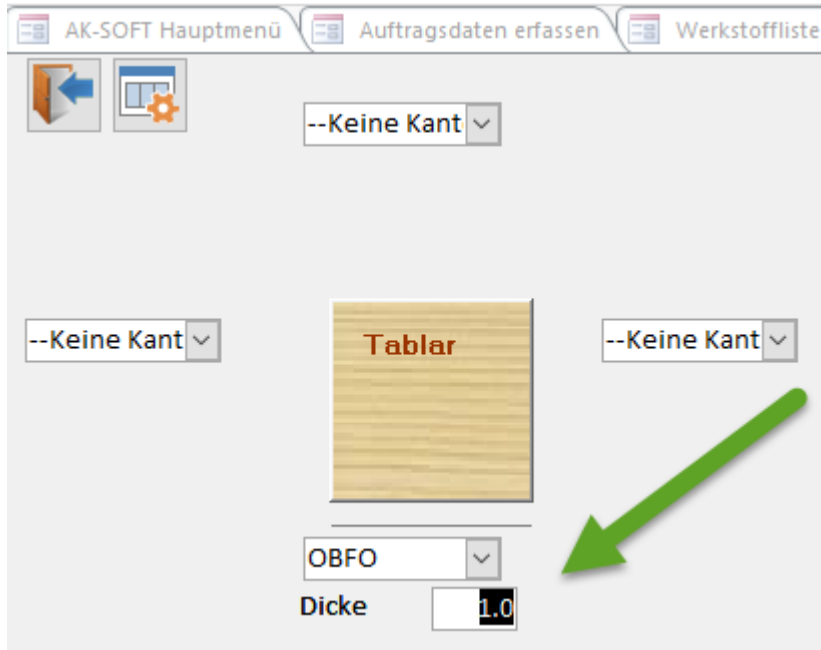 AK-SOFT Hauptmenü Auftragsdaten erfassen Werkstoffliste
--Keine Kant
--Keine Kant
Tablar
--Keine Kant
OBFO
Dicke 1.0